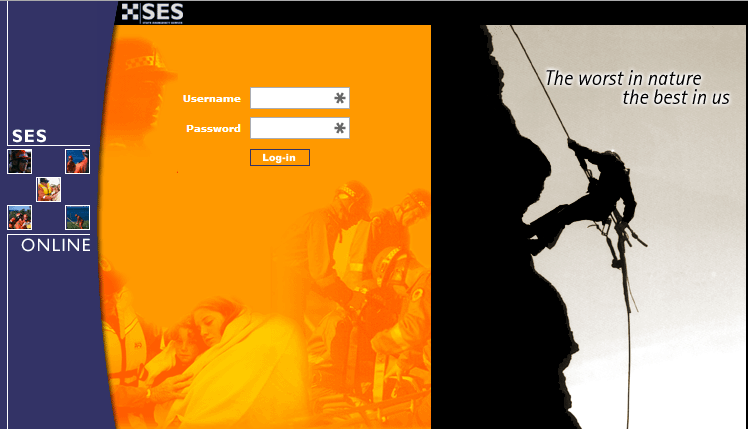 SES
STATE EMERGENCY SERVICE
Username
Password
Log-in
SES
ONLINE
The worst in nature
the best in us